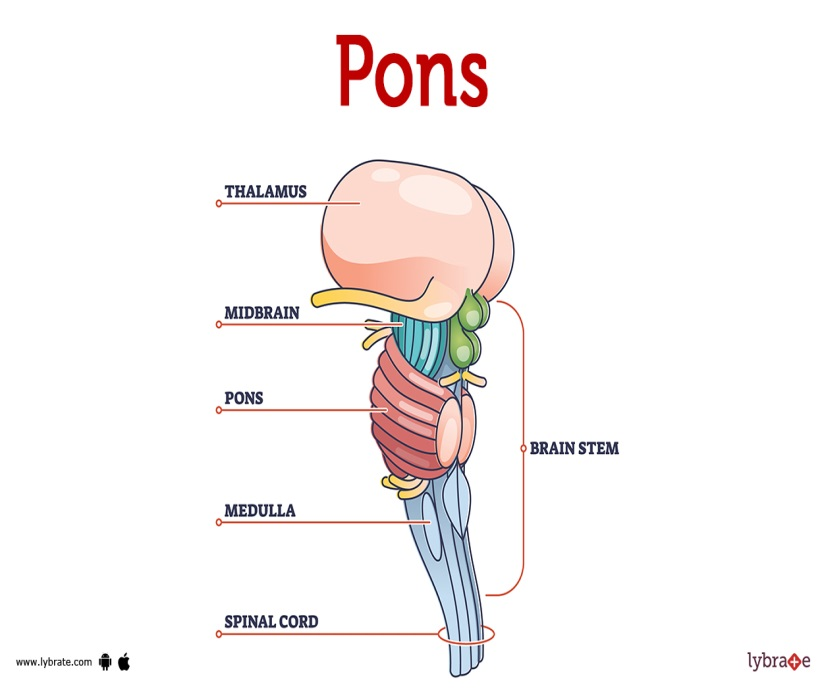 Pons
THALAMUS
MIDBRAIN
PONS
BRAIN STEM
MEDULLA
SPINAL CORD
www.lybrate.com
lybrate